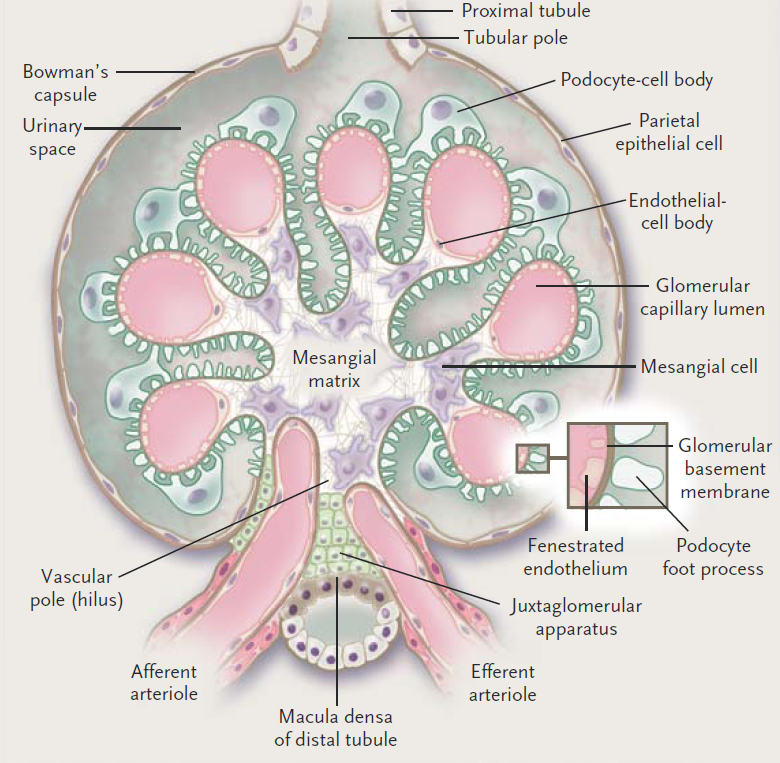 Proximal tubule
Tubular pole
Bowman's
capsule
Podocyte-cell body
Urinary
space
Parietal
epithelial cell
Endothelial-
cell body
Glomerular
capillary lumen
Mesangial
matrix
Mesangial cell
Glomerular
basement
membrane
Fenestrated
endothelium
Podocyte
foot process
Vascular
pole (hilus)
Juxtaglomerular
apparatus
Afferent
arteriole
Efferent
arteriole
Macula densa
of distal tubule